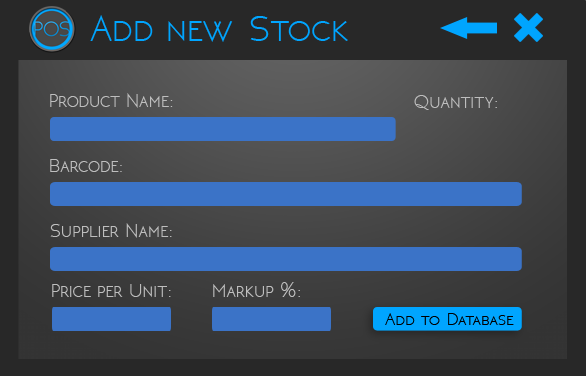 POS Add new Stock
Product Name: Quantity:
Barcode:
Supplier Name:
Price per Unit: Markup %:
Add to Database